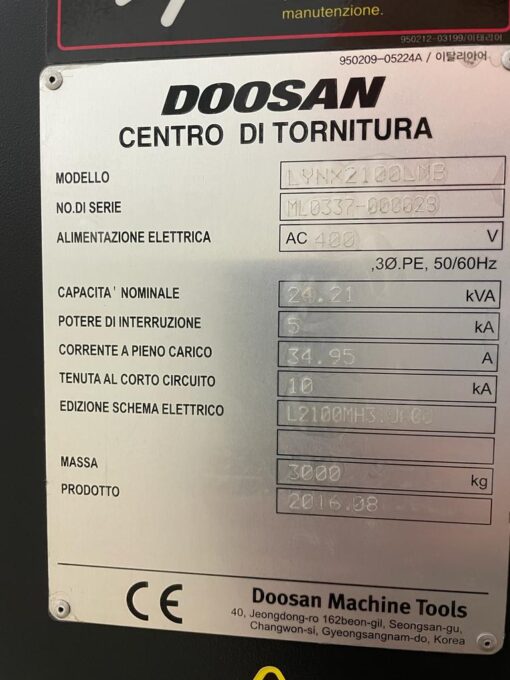 manutenzione.
950212-03199/이태리어
950209-05224A / 이탈리아어
DOOSAN
CENTRO DI TORNITURA
MODELLO LYNX2100LMB
NO.DI SERIE ML0337-000029
ALIMENTAZIONE ELETTRICA AC 400 V
,3Ø.PE, 50/60Hz
CAPACITA' NOMINALE 24.21 kVA
POTERE DI INTERRUZIONE 5 kA
CORRENTE A PIENO CARICO 34.95 A
TENUTA AL CORTO CIRCUITO 10 kA
EDIZIONE SCHEMA ELETTRICO
MASSA 3000 kg
PRODOTTO 2016.08
CE
Doosan Machine Tools
40, Jeongdong-ro 162beon-gil, Seongsan-gu,
Changwon-si, Gyeongsangnam-do, Korea